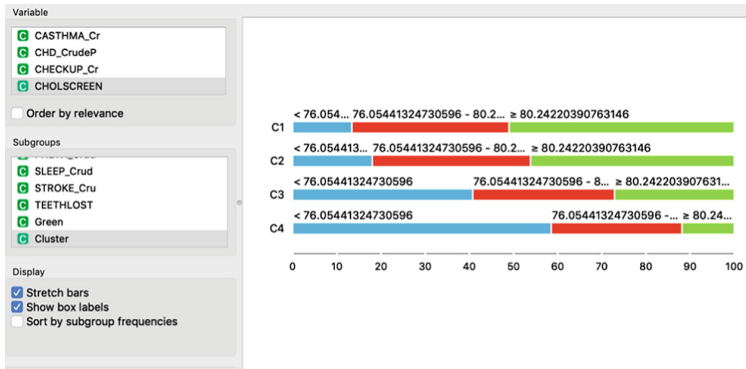 Variable
C CASTHMA_Cr
C CHD_CrudeP
C CHECKUP_Cr
C CHOLSCREEN
Order by relevance
Subgroups
C SLEEP_Crud
C STROKE_Cru
C TEETHLOST
C Green
C Cluster
Display
Stretch bars
Show box labels
Sort by subgroup frequencies
< 76.054... 76.05441324730596 - 80.2... ≥ 80.24220390763146
C1
< 76.054413... 76.05441324730596 - 80.2... ≥ 80.24220390763146
C2
< 76.05441324730596 76.05441324730596 - 8... ≥ 80.242203907631...
C3
< 76.05441324730596 76.05441324730596 -... ≥ 80.24...
C4
0 10 20 30 40 50 60 70 80 90 100